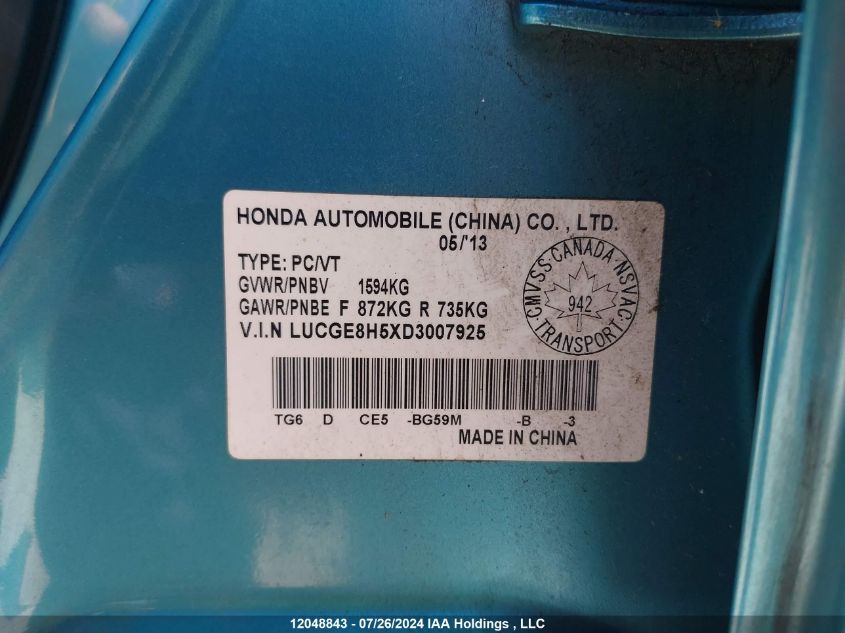 HONDA AUTOMOBILE (CHINA) CO. , LTD.
05/'13
TYPE: PC/VT
GVWR/PNBV 1594KG
GAWR/PNBE F 872KG R 735KG
V.I.N LUCGE8H5XD3007925
CMVSS · CANADA · NSVAC · TRANSPORT ·
942
TG6 D CE5 -BG59M -B -3
MADE IN CHINA
12048843 - 07/26/2024 IAA Holdings , LLC